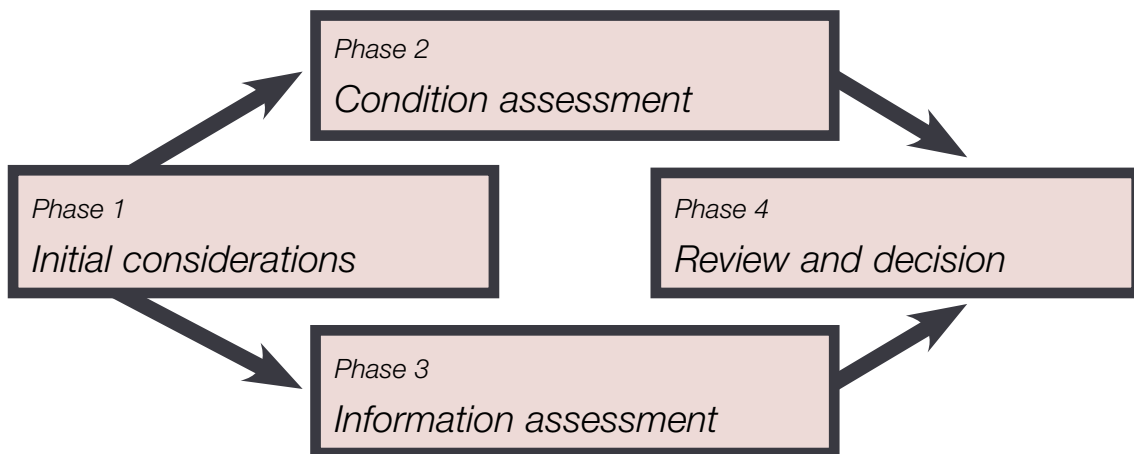 Phase 2
Condition assessment
Phase 1
Initial considerations
Phase 4
Review and decision
Phase 3
Information assessment